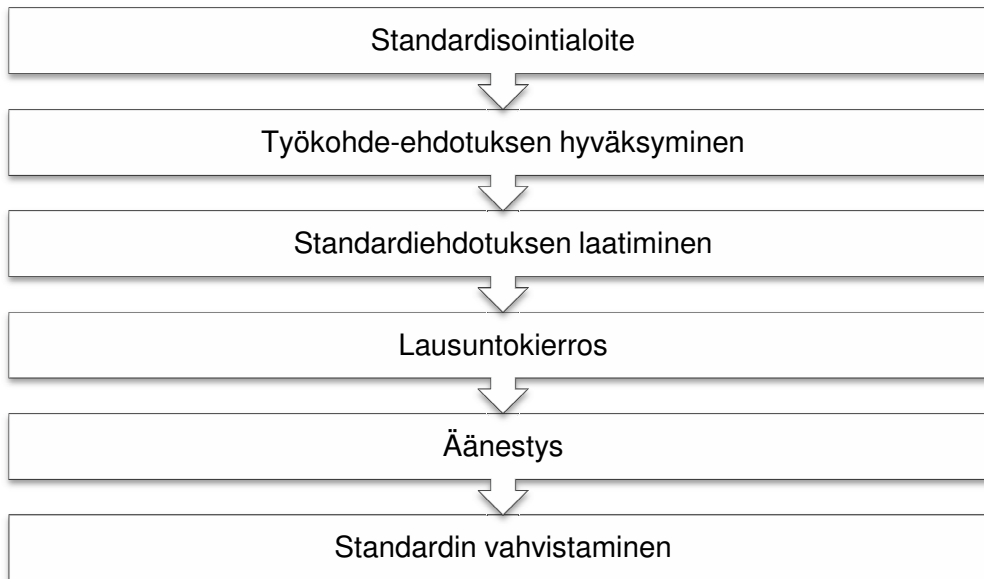 Standardisointialoite
Työkohde-ehdotuksen hyväksyminen
Standardiehdotuksen laatiminen
Lausuntokierros
Äänestys
Standardin vahvistaminen